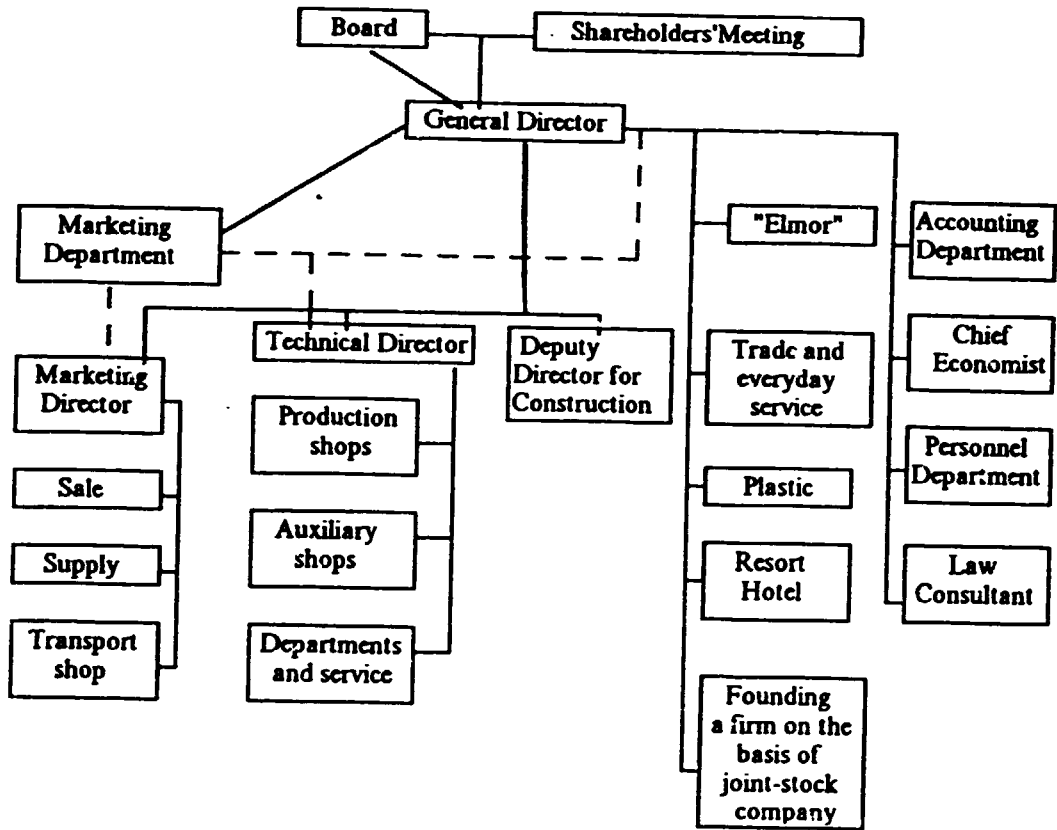 Board
Shareholders'Meeting
General Director
Marketing
Department
"Elmor"
Accounting
Department
Technical Director
Deputy
Director for
Construction
Marketing
Director
Trade and
everyday
service
Chief
Economist
Production
shops
Personnel
Department
Sale
Plastic
Auxiliary
shops
Supply
Resort
Hotel
Law
Consultant
Transport
shop
Departments
and service
Founding
a firm on the
basis of
joint-stock
company